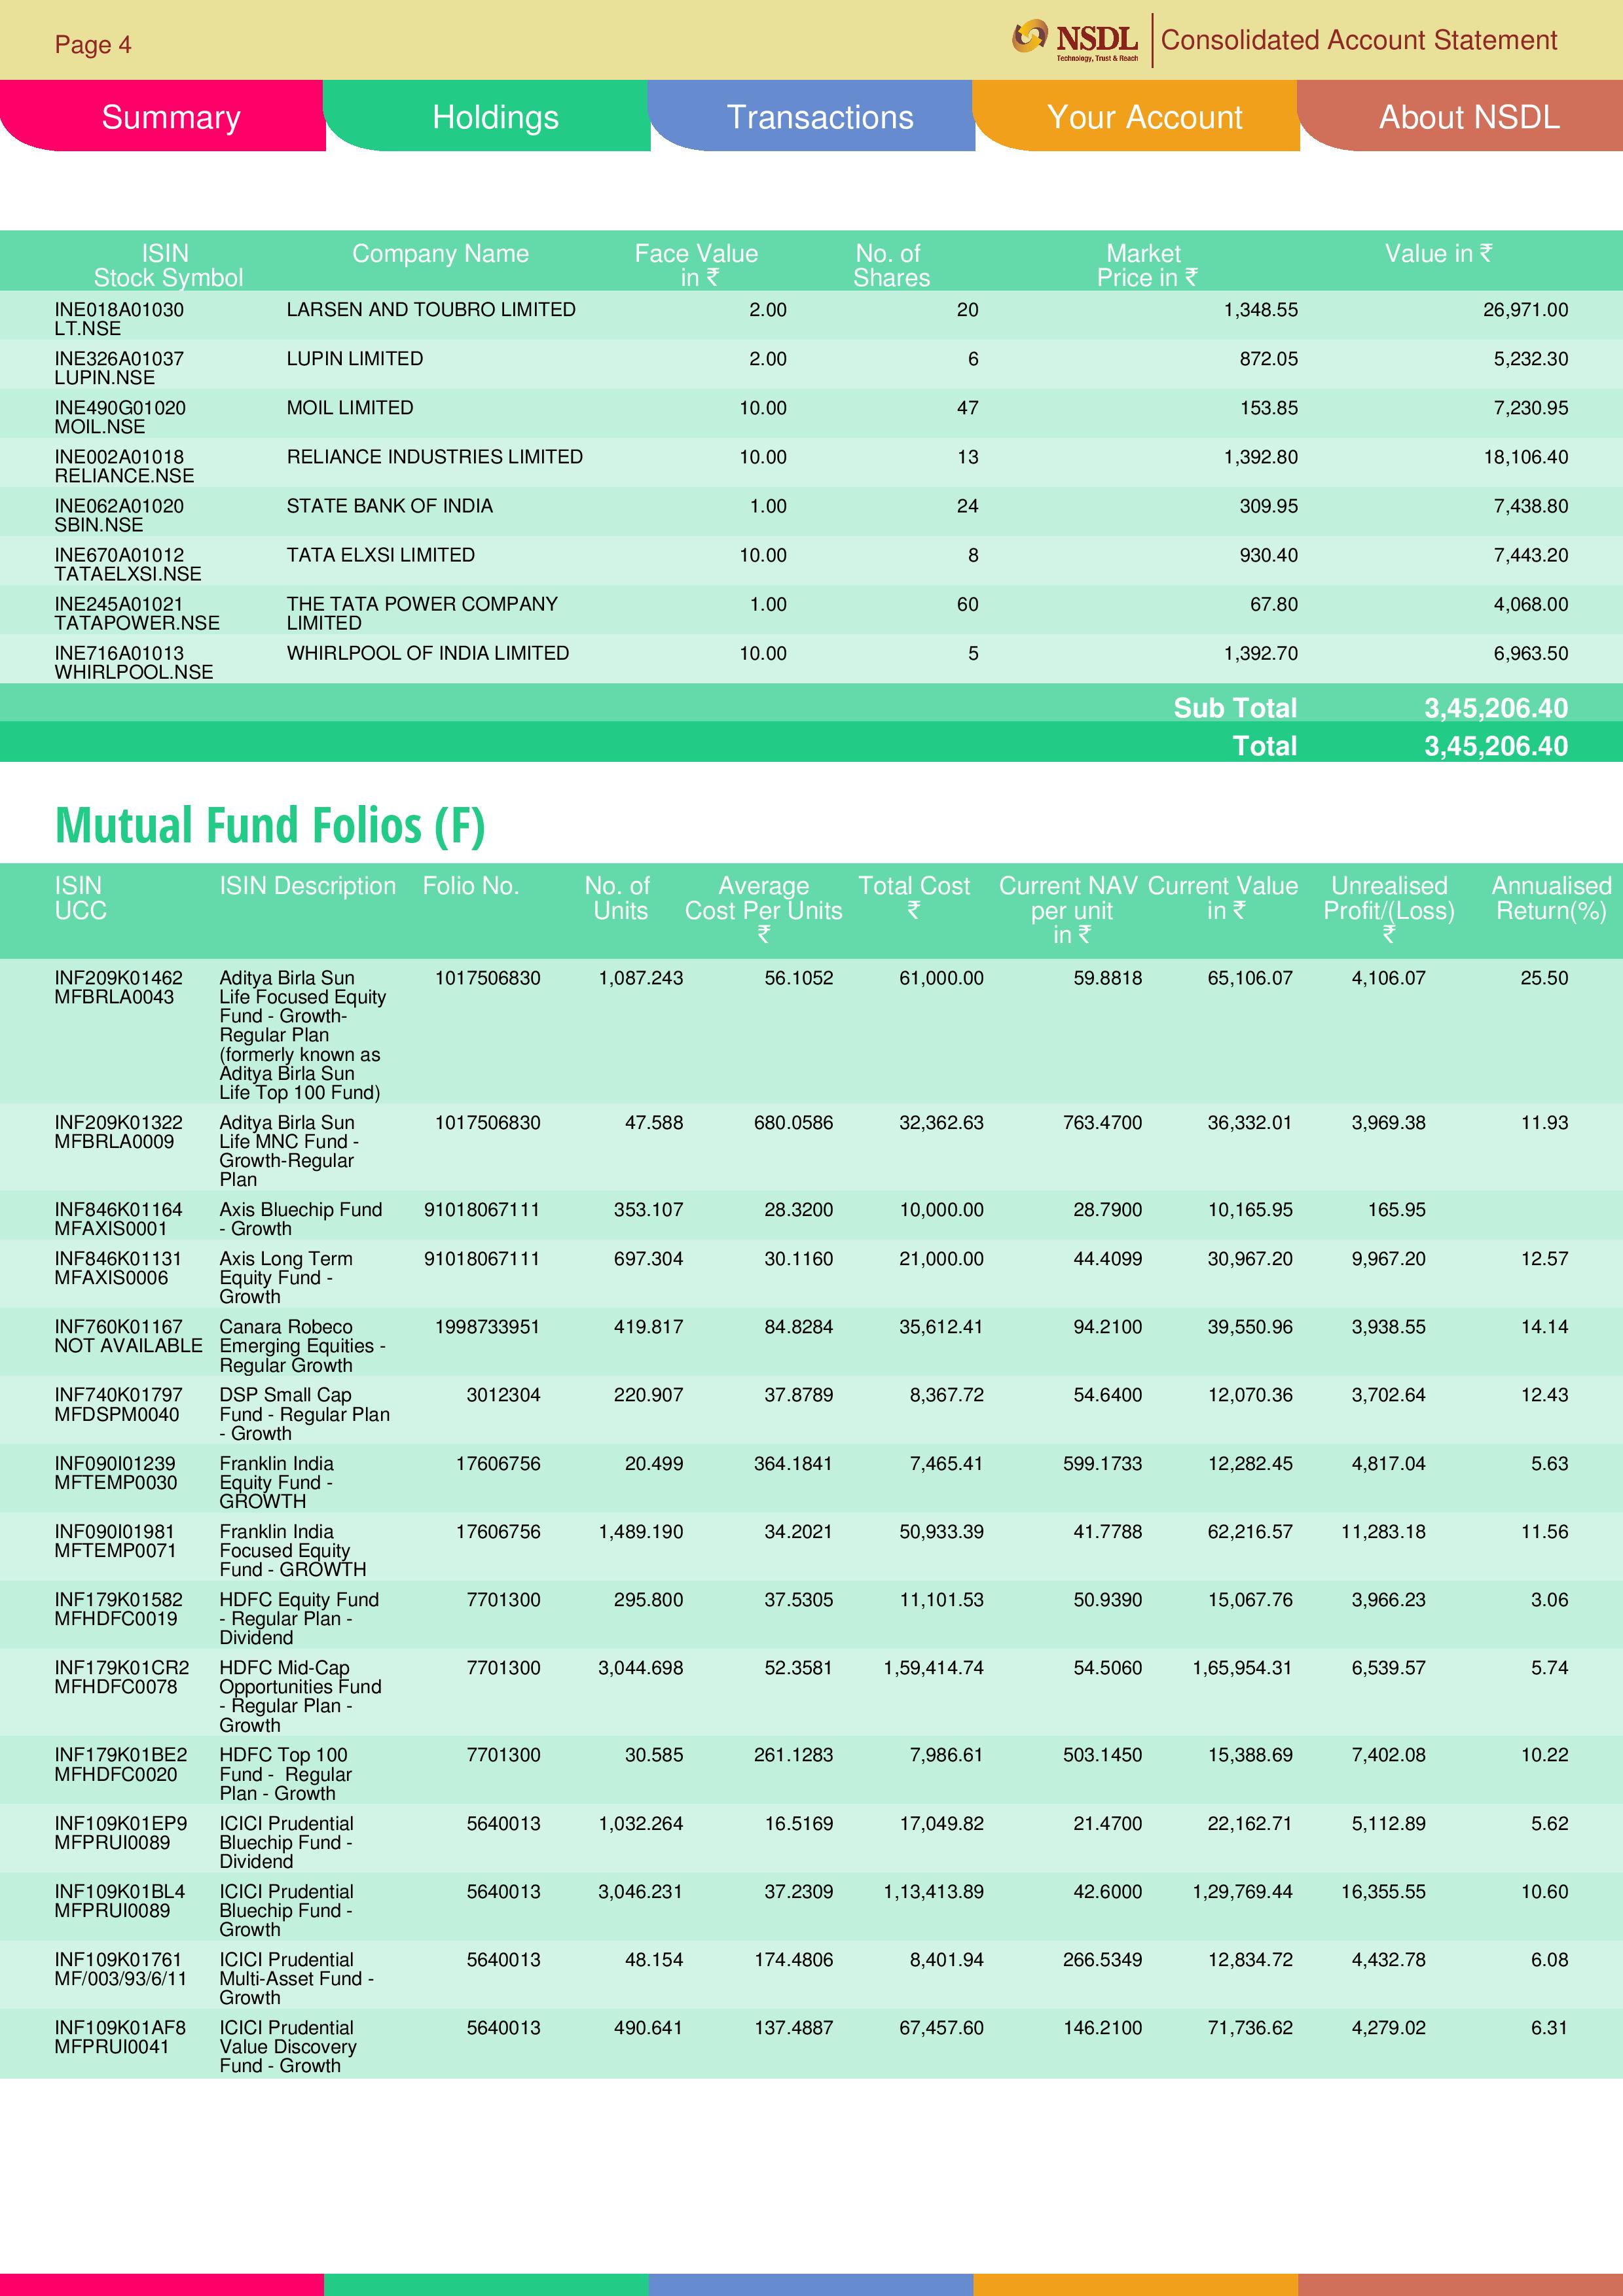 Page 4
NSDL
Technology, Trust & Reach
Consolidated Account Statement
Summary Holdings Transactions Your Account About NSDL
ISIN Company Name Face Value No. of Market Value in ₹
Stock Symbol in ₹ Shares Price in ₹
INE018A01030 LARSEN AND TOUBRO LIMITED 2.00 20 1,348.55 26,971.00
LT.NSE
INE326A01037 LUPIN LIMITED 2.00 6 872.05 5,232.30
LUPIN.NSE
INE490G01020 MOIL LIMITED 10.00 47 153.85 7,230.95
MOIL.NSE
INE002A01018 RELIANCE INDUSTRIES LIMITED 10.00 13 1,392.80 18,106.40
RELIANCE.NSE
INE062A01020 STATE BANK OF INDIA 1.00 24 309.95 7,438.80
SBIN.NSE
INE670A01012 TATA ELXSI LIMITED 10.00 8 930.40 7,443.20
TATAELXSI.NSE
INE245A01021 THE TATA POWER COMPANY 1.00 60 67.80 4,068.00
TATAPOWER.NSE LIMITED
INE716A01013 WHIRLPOOL OF INDIA LIMITED 10.00 5 1,392.70 6,963.50
WHIRLPOOL.NSE
Sub Total 3,45,206.40
Total 3,45,206.40
Mutual Fund Folios (F)
ISIN ISIN Description Folio No. No. of Average Total Cost Current NAV Current Value Unrealised Annualised
UCC Units Cost Per Units ₹ per unit in ₹ Profit/(Loss) Return(%)
₹ in ₹ ₹
INF209K01462 Aditya Birla Sun 1017506830 1,087.243 56.1052 61,000.00 59.8818 65,106.07 4,106.07 25.50
MFBRLA0043 Life Focused Equity
Fund - Growth-
Regular Plan
(formerly known as
Aditya Birla Sun
Life Top 100 Fund)
INF209K01322 Aditya Birla Sun 1017506830 47.588 680.0586 32,362.63 763.4700 36,332.01 3,969.38 11.93
MFBRLA0009 Life MNC Fund -
Growth-Regular
Plan
INF846K01164 Axis Bluechip Fund 91018067111 353.107 28.3200 10,000.00 28.7900 10,165.95 165.95
MFAXIS0001 - Growth
INF846K01131 Axis Long Term 91018067111 697.304 30.1160 21,000.00 44.4099 30,967.20 9,967.20 12.57
MFAXIS0006 Equity Fund -
Growth
INF760K01167 Canara Robeco 1998733951 419.817 84.8284 35,612.41 94.2100 39,550.96 3,938.55 14.14
NOT AVAILABLE Emerging Equities -
Regular Growth
INF740K01797 DSP Small Cap 3012304 220.907 37.8789 8,367.72 54.6400 12,070.36 3,702.64 12.43
MFDSPM0040 Fund - Regular Plan
- Growth
INF090I01239 Franklin India 17606756 20.499 364.1841 7,465.41 599.1733 12,282.45 4,817.04 5.63
MFTEMP0030 Equity Fund -
GROWTH
INF090I01981 Franklin India 17606756 1,489.190 34.2021 50,933.39 41.7788 62,216.57 11,283.18 11.56
MFTEMP0071 Focused Equity
Fund - GROWTH
INF179K01582 HDFC Equity Fund 7701300 295.800 37.5305 11,101.53 50.9390 15,067.76 3,966.23 3.06
MFHDFC0019 - Regular Plan -
Dividend
INF179K01CR2 HDFC Mid-Cap 7701300 3,044.698 52.3581 1,59,414.74 54.5060 1,65,954.31 6,539.57 5.74
MFHDFC0078 Opportunities Fund
- Regular Plan -
Growth
INF179K01BE2 HDFC Top 100 7701300 30.585 261.1283 7,986.61 503.1450 15,388.69 7,402.08 10.22
MFHDFC0020 Fund - Regular
Plan - Growth
INF109K01EP9 ICICI Prudential 5640013 1,032.264 16.5169 17,049.82 21.4700 22,162.71 5,112.89 5.62
MFPRUI0089 Bluechip Fund -
Dividend
INF109K01BL4 ICICI Prudential 5640013 3,046.231 37.2309 1,13,413.89 42.6000 1,29,769.44 16,355.55 10.60
MFPRUI0089 Bluechip Fund -
Growth
INF109K01761 ICICI Prudential 5640013 48.154 174.4806 8,401.94 266.5349 12,834.72 4,432.78 6.08
MF/003/93/6/11 Multi-Asset Fund -
Growth
INF109K01AF8 ICICI Prudential 5640013 490.641 137.4887 67,457.60 146.2100 71,736.62 4,279.02 6.31
MFPRUI0041 Value Discovery
Fund - Growth